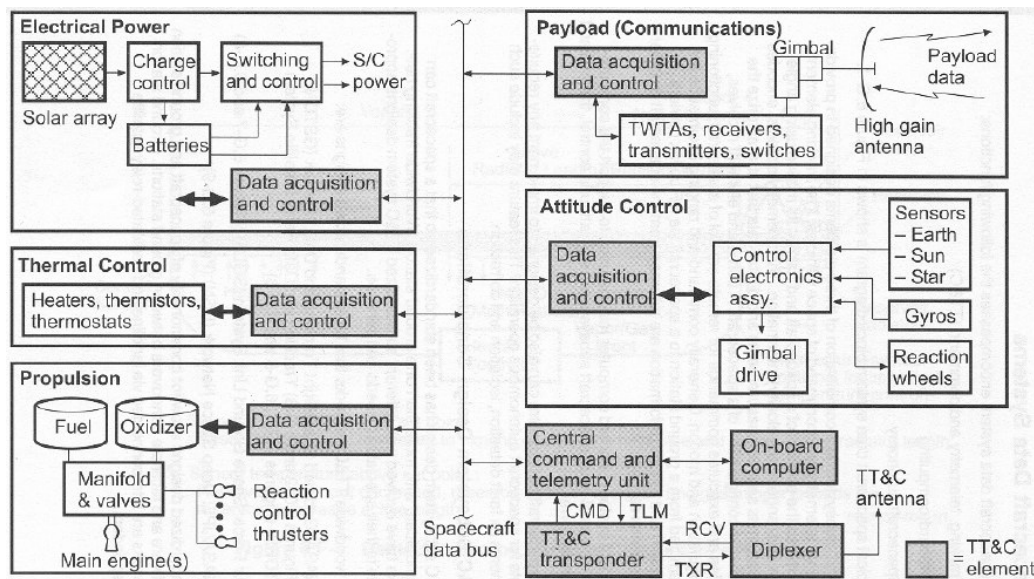 Electrical Power
Solar array
Charge
control
Switching
and control
S/C
power
Batteries
Data acquisition
and control
Thermal Control
Heaters, thermistors,
thermostats
Data acquisition
and control
Propulsion
Fuel
Oxidizer
Data acquisition
and control
Manifold
& valves
Reaction
control
thrusters
Main engine(s)
Spacecraft
data bus
Payload (Communications)
Data acquisition
and control
Gimbal
Payload
data
TWTAs, receivers,
transmitters, switches
High gain
antenna
Attitude Control
Data
acquisition
and control
Control
electronics
assy.
Sensors
– Earth
– Sun
– Star
Gyros
Gimbal
drive
Reaction
wheels
Central
command and
telemetry unit
On-board
computer
CMD
TLM
TT&C
transponder
RCV
TXR
Diplexer
TT&C
antenna
= TT&C
element